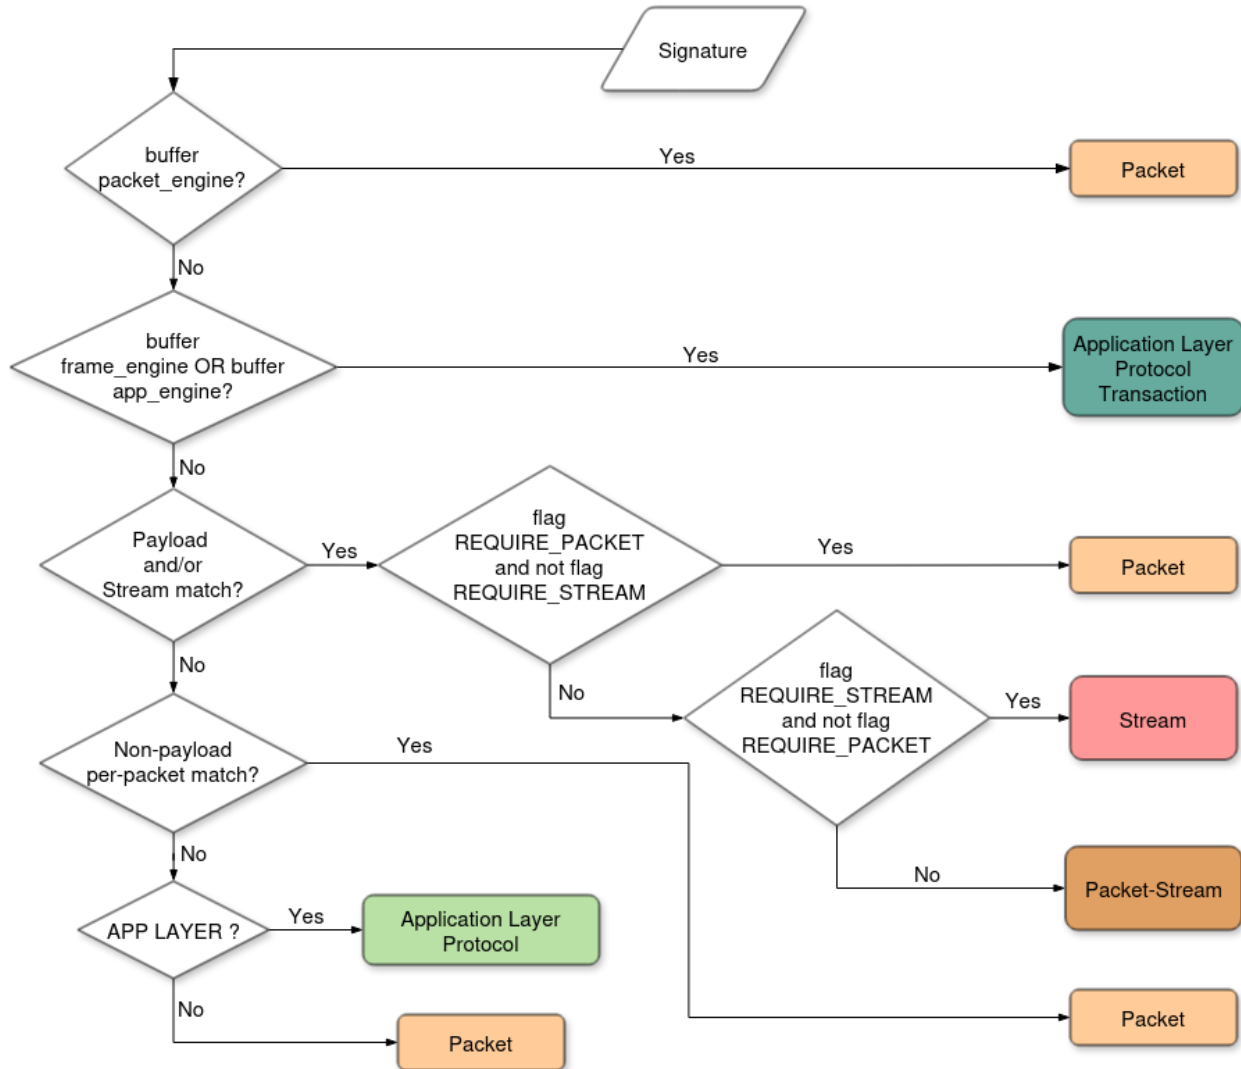 Signature
buffer
packet_engine?
Yes
Packet
No
buffer
frame_engine OR buffer
app_engine?
Yes
Application Layer
Protocol
Transaction
No
Payload
and/or
Stream match?
Yes
flag
REQUIRE_PACKET
and not flag
REQUIRE_STREAM
Yes
Packet
No
No
flag
REQUIRE_STREAM
and not flag
REQUIRE_PACKET
Yes
Stream
Non-payload
per-packet match?
Yes
No
No
Packet-Stream
APP LAYER ?
Yes
Application Layer
Protocol
No
Packet
Packet